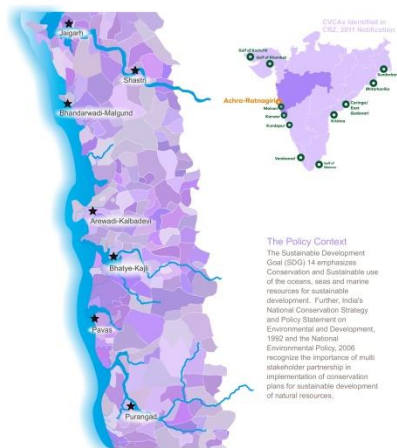 CVCAs Identified in
CRZ, 2011 Notification
Jaigarh
Shastri
Bhandarwadi-Malgund
Arewadi-Kalbadevi
Bhatye-Kajli
Pavas
Purangad
Gulf of Kachchh
Gulf of Khambat
Achra-Ratnagiri
Malvan
Karwar
Kundapur
Vembanad
Gulf of
Mannar
Krishna
East
Godavari
Bhitarkanika
The Policy Context
The Sustainable Development
Goal (SDG) 14 emphasizes
Conservation and Sustainable use
of the oceans, seas and marine
resources for sustainable
development. Further, India's
National Conservation Strategy
and Policy Statement on
Environmental and Development,
1992 and the National
Environmental Policy, 2006
recognize the importance of multi
stakeholder partnership in
implementation of conservation
plans for sustainable development
of natural resources.